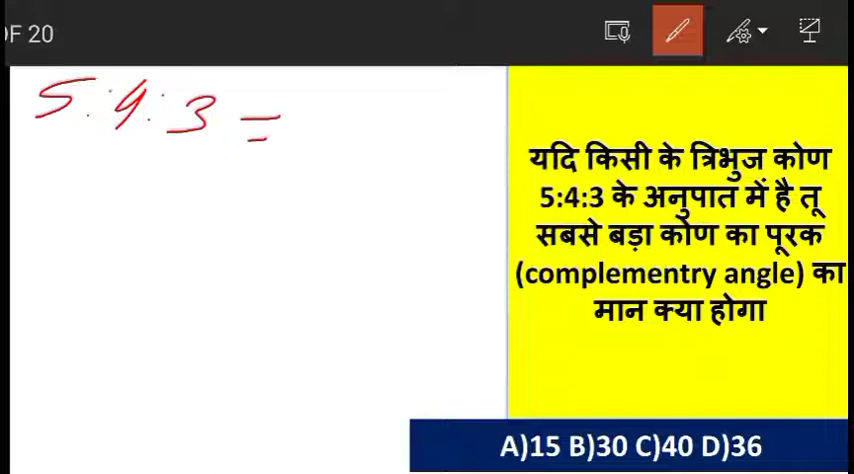 OF 20
5:4:3 =
यदि किसी के त्रिभुज कोण
5:4:3 के अनुपात में है तू
सबसे बड़ा कोण का पूरक
(complementry angle) का
मान क्या होगा
A)15 B)30 C)40 D)36